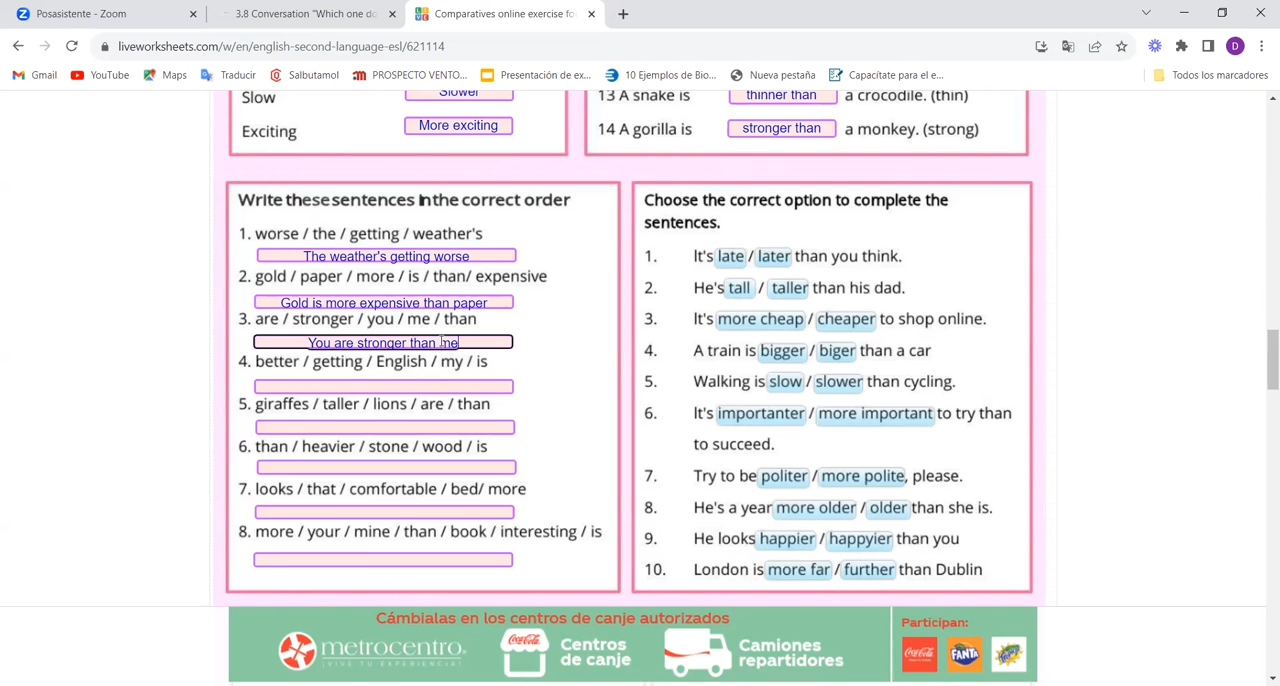 Posasistente - Zoom
3.8 Conversation "Which one do
Comparatives online exercise fo
liveworksheets.com/w/en/english-second-language-esl/621114
Gmail YouTube Maps Traducir Salbutamol PROSPECTO VENTO... Presentación de ex... 10 Ejemplos de Bio... Nueva pestaña Capacítate para el e... Todos los marcadores
Slow Slower
Exciting More exciting
13 A snake is thinner than a crocodile. (thin)
14 A gorilla is stronger than a monkey. (strong)
Write these sentences In the correct order
1. worse / the / getting / weather's
The weather's getting worse
2. gold / paper / more / is / than/ expensive
Gold is more expensive than paper
3. are / stronger / you / me / than
You are stronger than me
4. better / getting / English / my / is
5. giraffes / taller / lions / are / than
6. than / heavier / stone / wood / is
7. looks / that / comfortable / bed/ more
8. more / your / mine / than / book / interesting / is
Choose the correct option to complete the
sentences.
1. It's late / later than you think.
2. He's tall / taller than his dad.
3. It's more cheap / cheaper to shop online.
4. A train is bigger / biger than a car
5. Walking is slow / slower than cycling.
6. It's importanter / more important to try than
to succeed.
7. Try to be politer / more polite, please.
8. He's a year more older / older than she is.
9. He looks happier / happyier than you
10. London is more far / further than Dublin
Cámbialas en los centros de canje autorizados
metrocentro
¡VIVE TU EXPERIENCIA!
Coca-Cola
Centros
de canje
Camiones
repartidores
Participan:
Coca-Cola
FANTA